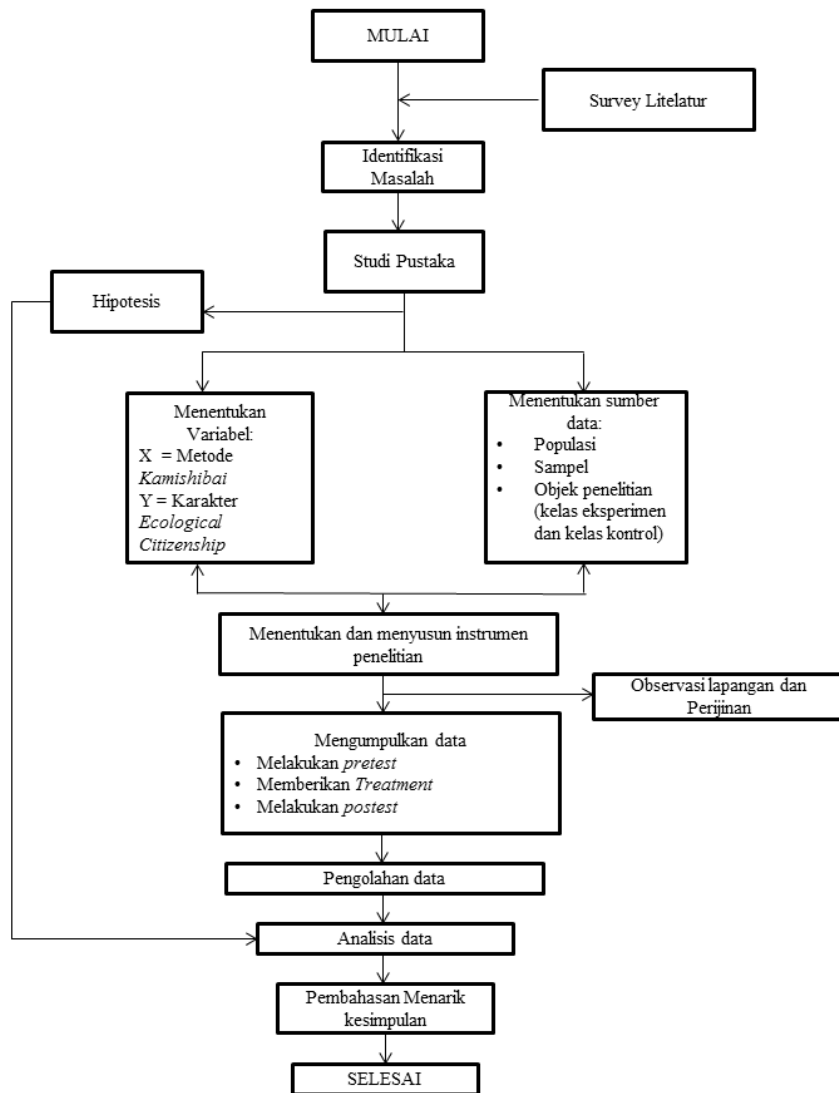 MULAI
Survey Litelatur
Identifikasi
Masalah
Studi Pustaka
Hipotesis
Menentukan
Variabel:
X = Metode
Kamishibai
Y = Karakter
Ecological
Citizenship
Menentukan sumber
data:
• Populasi
• Sampel
• Objek penelitian
(kelas eksperimen
dan kelas kontrol)
Menentukan dan menyusun instrumen
penelitian
Observasi lapangan dan
Perijinan
Mengumpulkan data
• Melakukan pretest
• Memberikan Treatment
• Melakukan postest
Pengolahan data
Analisis data
Pembahasan Menarik
kesimpulan
SELESAI